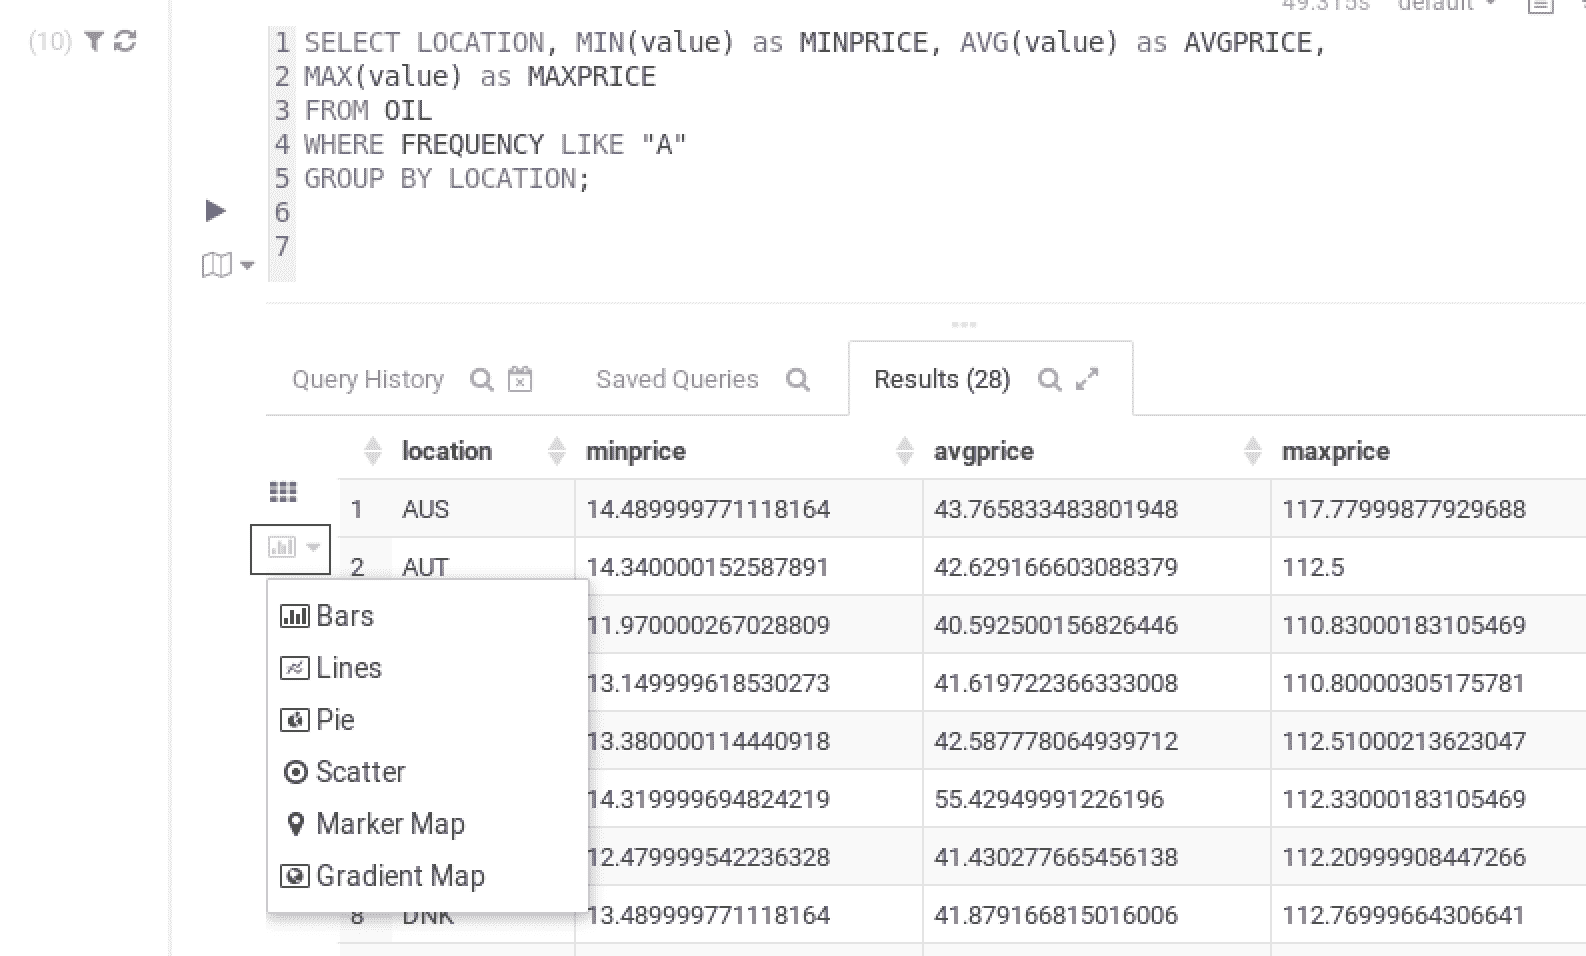 49.315s default
(10)
1 SELECT LOCATION, MIN(value) as MINPRICE, AVG(value) as AVGPRICE,
2 MAX(value) as MAXPRICE
3 FROM OIL
4 WHERE FREQUENCY LIKE "A"
5 GROUP BY LOCATION;
6
7
Query History Saved Queries Results (28)
location minprice avgprice maxprice
1 AUS 14.489999771118164 43.765833483801948 117.77999877929688
2 AUT 14.340000152587891 42.629166603088379 112.5
Bars
11.970000267028809 40.592500156826446 110.83000183105469
Lines
13.149999618530273 41.619722366333008 110.80000305175781
Pie
13.380000114440918 42.587778064939712 112.51000213623047
Scatter
14.319999694824219 55.42949991226196 112.33000183105469
Marker Map
12.479999542236328 41.430277665456138 112.20999908447266
Gradient Map
8 DNK 13.489999771118164 41.879166815016006 112.769999664306641